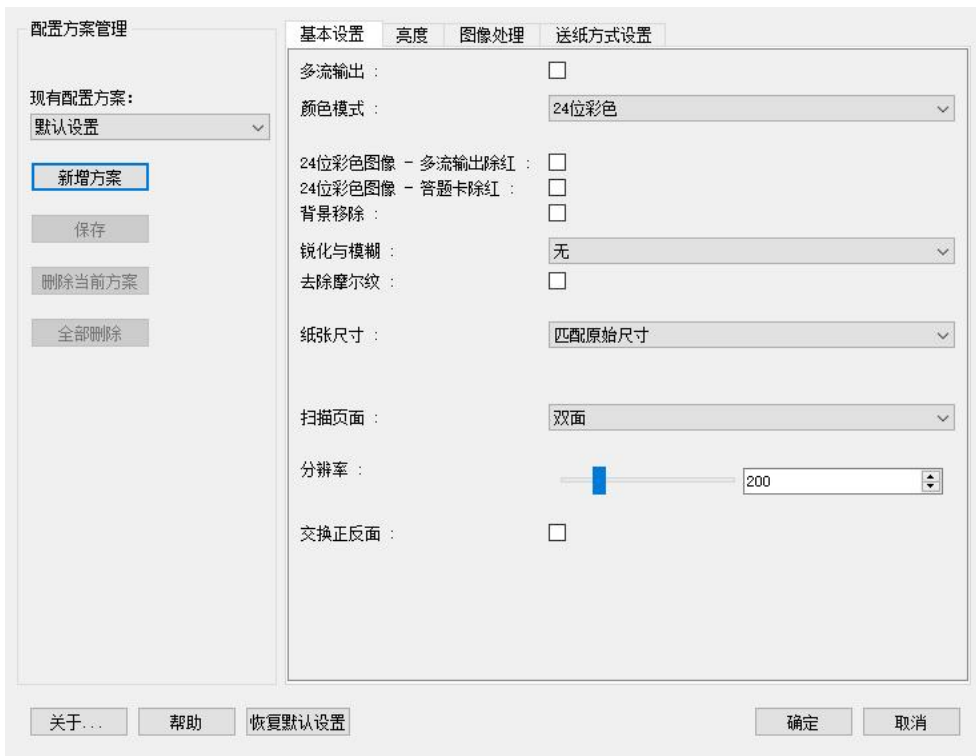 配置方案管理
现有配置方案：
默认设置
新增方案
保存
删除当前方案
全部删除
基本设置 亮度 图像处理 送纸方式设置
多流输出 :
颜色模式 : 24位彩色
24位彩色图像 - 多流输出除红 :
24位彩色图像 - 答题卡除红 :
背景移除 :
锐化与模糊 : 无
去除摩尔纹 :
纸张尺寸 : 匹配原始尺寸
扫描页面 : 双面
分辨率 : 200
交换正反面 :
关于... 帮助 恢复默认设置 确定 取消